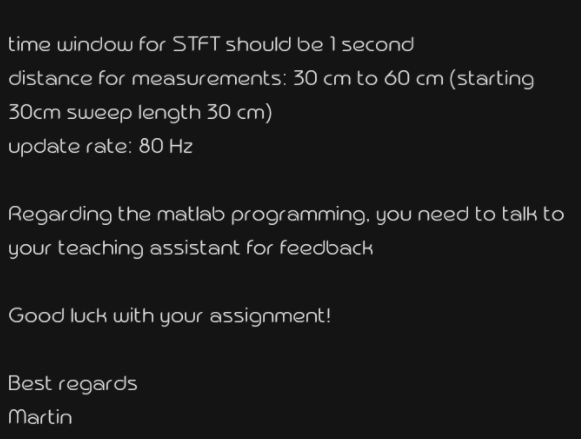 time window for STFT should be 1 second
distance for measurements: 30 cm to 60 cm (starting
30cm sweep length 30 cm)
update rate: 80 Hz
Regarding the matlab programming, you need to talk to
your teaching assistant for feedback
Good luck with your assignment!
Best regards
Martin